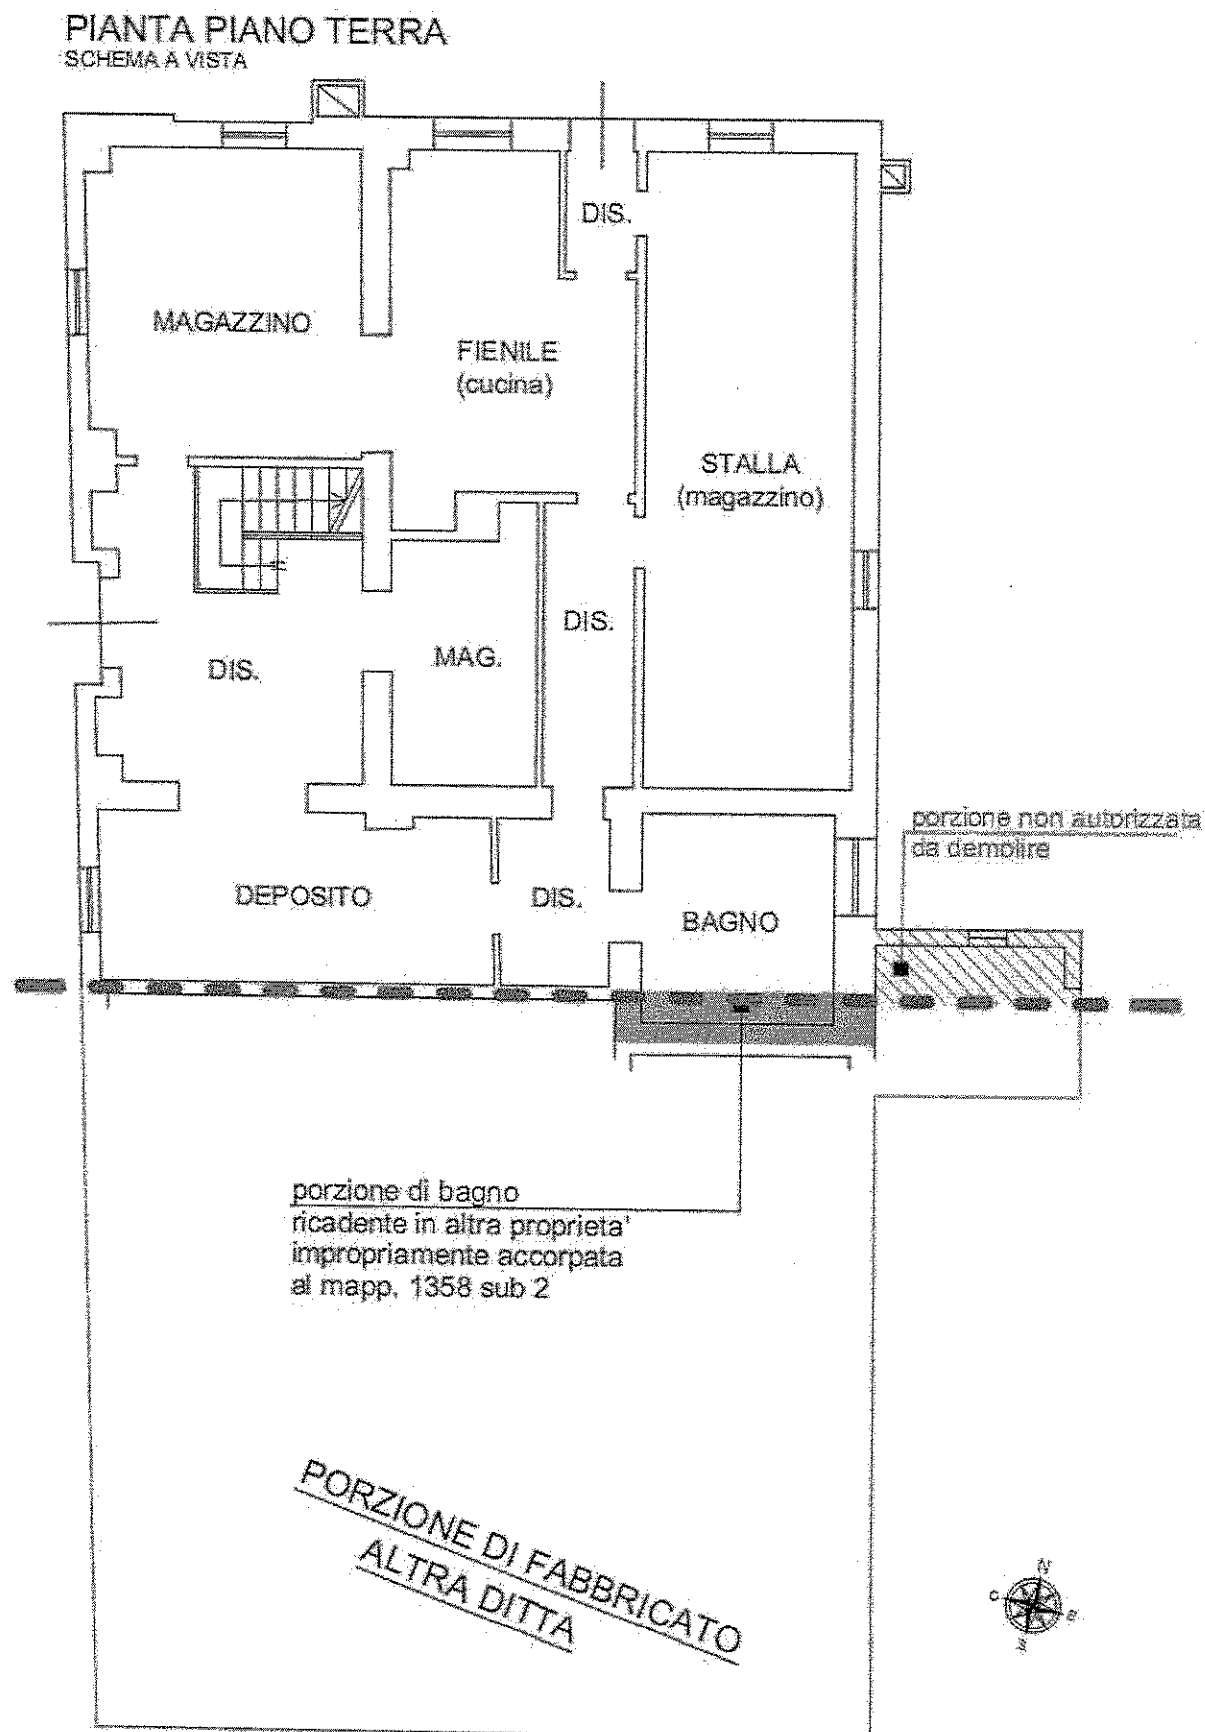 PIANTA PIANO TERRA
SCHEMA A VISTA
DIS.
MAGAZZINO
FIENILE
(cucina)
STALLA
(magazzino)
DIS.
MAG.
DIS.
porzione non autorizzata
da demolire
DEPOSITO
DIS.
BAGNO
porzione di bagno
ricadente in altra proprieta'
impropriamente accorpata
al mapp. 1358 sub 2
PORZIONE DI FABBRICATO
ALTRA DITTA
N
S